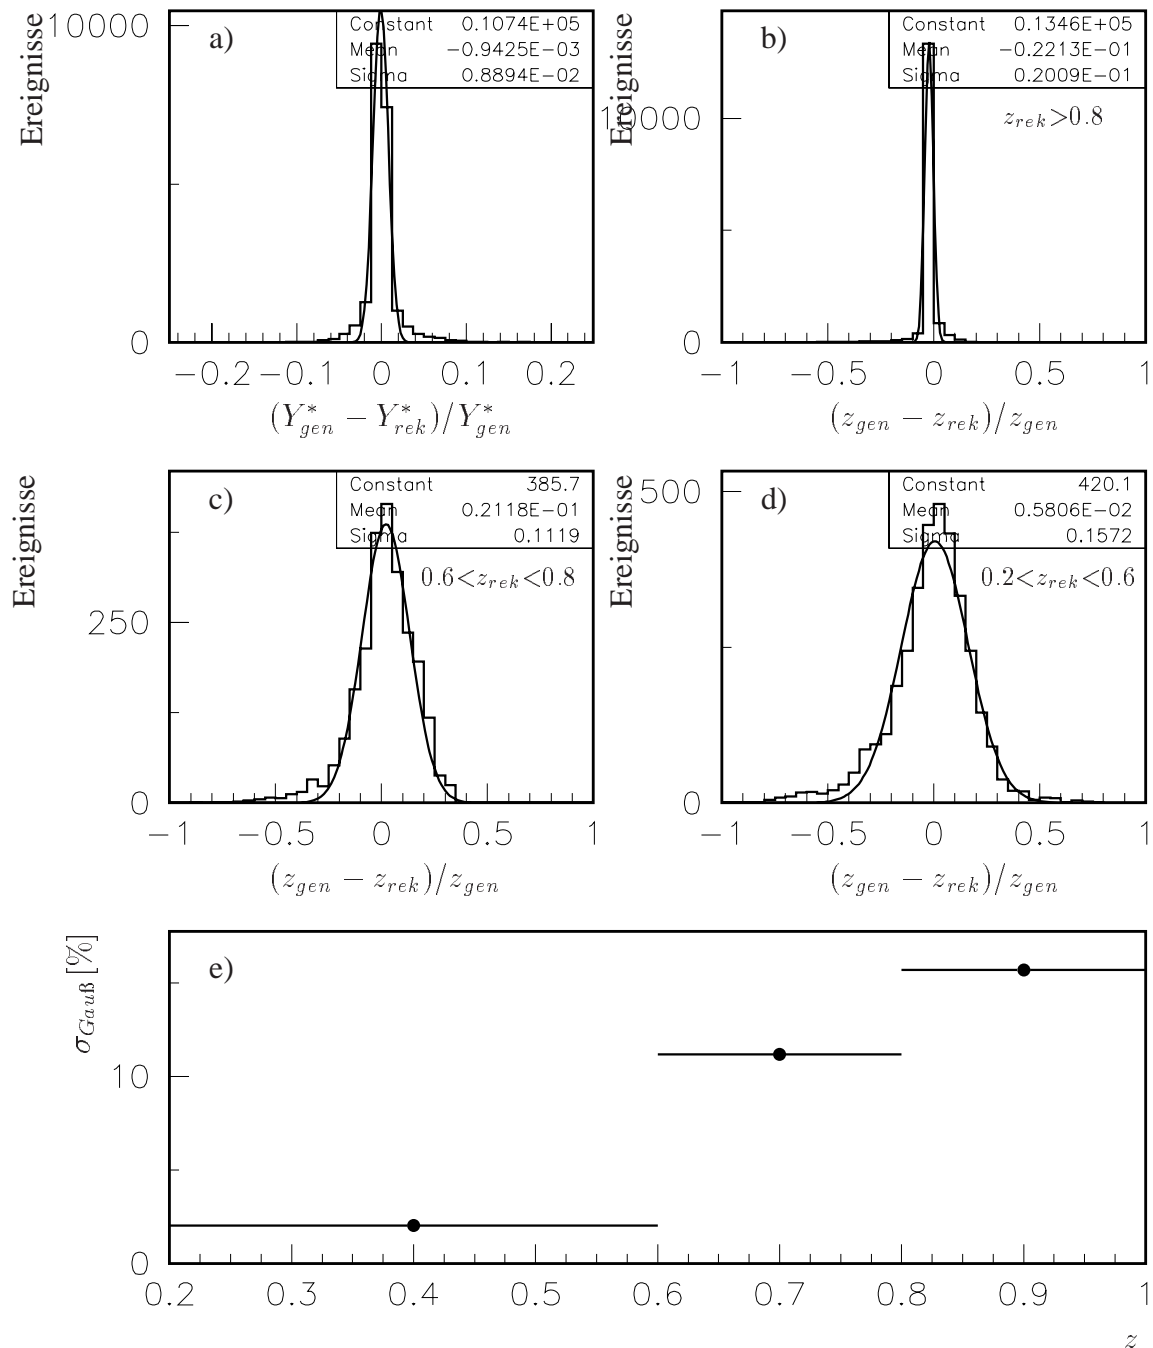 Ereignisse
10000
0
a)
Constant 0.1074E+05
Mean −0.9425E−03
Sigma 0.8894E−02
−0.2 −0.1 0 0.1 0.2
(Y*gen − Y*rek)/Y*gen
Ereignisse
10000
0
b)
Constant 0.1346E+05
Mean −0.2213E−01
Sigma 0.2009E−01
zrek>0.8
−1 −0.5 0 0.5 1
(zgen − zrek)/zgen
Ereignisse
250
0
c)
Constant 385.7
Mean 0.2118E−01
Sigma 0.1119
0.6<zrek<0.8
−1 −0.5 0 0.5 1
(zgen − zrek)/zgen
Ereignisse
500
0
d)
Constant 420.1
Mean 0.5806E−02
Sigma 0.1572
0.2<zrek<0.6
−1 −0.5 0 0.5 1
(zgen − zrek)/zgen
σGauß [%]
10
0
e)
0.2 0.3 0.4 0.5 0.6 0.7 0.8 0.9 1
z